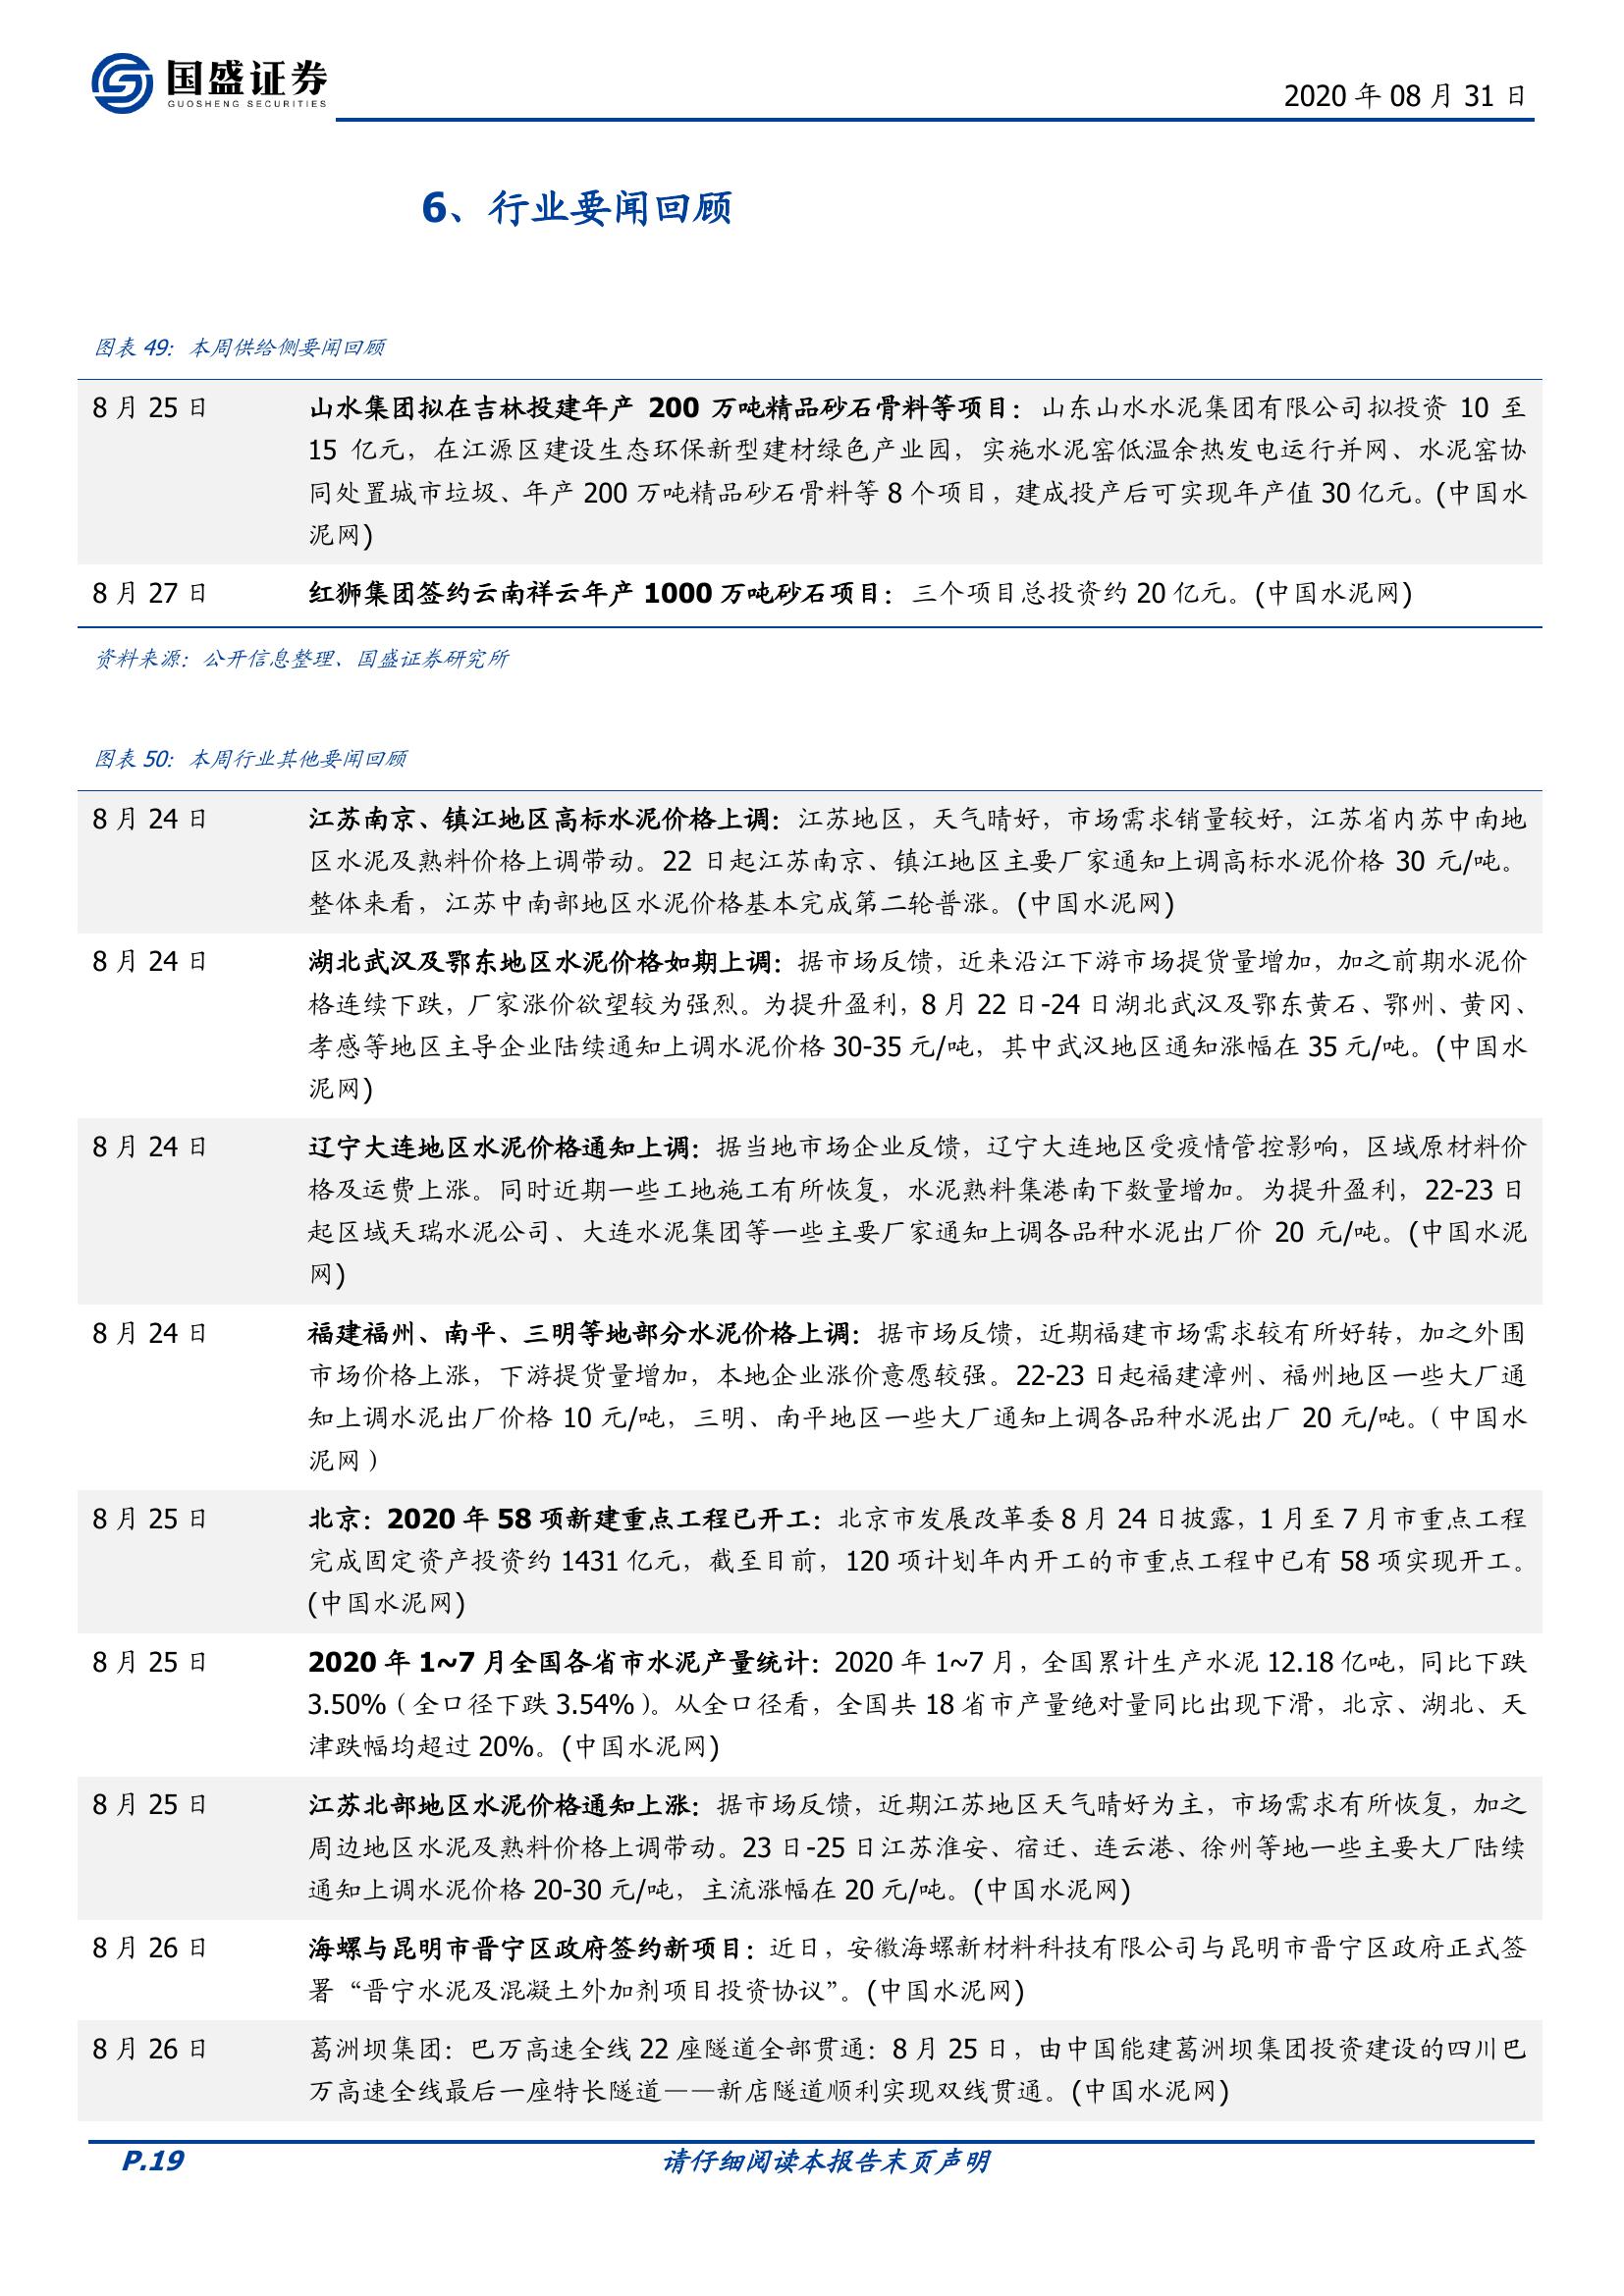 国盛证券
GUOSHENG SECURITIES
2020 年 08 月 31 日
6、行业要闻回顾
图表 49：本周供给侧要闻回顾
8 月 25 日
山水集团拟在吉林投建年产 200 万吨精品砂石骨料等项目：山东山水水泥集团有限公司拟投资 10 至
15 亿元，在江源区建设生态环保新型建材绿色产业园，实施水泥窑低温余热发电运行并网、水泥窑协
同处置城市垃圾、年产 200 万吨精品砂石骨料等 8 个项目，建成投产后可实现年产值 30 亿元。(中国水
泥网)
8 月 27 日
红狮集团签约云南祥云年产 1000 万吨砂石项目：三个项目总投资约 20 亿元。(中国水泥网)
资料来源：公开信息整理、国盛证券研究所
图表 50：本周行业其他要闻回顾
8 月 24 日
江苏南京、镇江地区高标水泥价格上调：江苏地区，天气晴好，市场需求销量较好，江苏省内苏中南地
区水泥及熟料价格上调带动。22 日起江苏南京、镇江地区主要厂家通知上调高标水泥价格 30 元/吨。
整体来看，江苏中南部地区水泥价格基本完成第二轮普涨。(中国水泥网)
8 月 24 日
湖北武汉及鄂东地区水泥价格如期上调：据市场反馈，近来沿江下游市场提货量增加，加之前期水泥价
格连续下跌，厂家涨价欲望较为强烈。为提升盈利，8 月 22 日-24 日湖北武汉及鄂东黄石、鄂州、黄冈、
孝感等地区主导企业陆续通知上调水泥价格 30-35 元/吨，其中武汉地区通知涨幅在 35 元/吨。(中国水
泥网)
8 月 24 日
辽宁大连地区水泥价格通知上调：据当地市场企业反馈，辽宁大连地区受疫情管控影响，区域原材料价
格及运费上涨。同时近期一些工地施工有所恢复，水泥熟料集港南下数量增加。为提升盈利，22-23 日
起区域天瑞水泥公司、大连水泥集团等一些主要厂家通知上调各品种水泥出厂价 20 元/吨。(中国水泥
网)
8 月 24 日
福建福州、南平、三明等地部分水泥价格上调：据市场反馈，近期福建市场需求较有所好转，加之外围
市场价格上涨，下游提货量增加，本地企业涨价意愿较强。22-23 日起福建漳州、福州地区一些大厂通
知上调水泥出厂价格 10 元/吨，三明、南平地区一些大厂通知上调各品种水泥出厂 20 元/吨。（中国水
泥网）
8 月 25 日
北京：2020 年 58 项新建重点工程已开工：北京市发展改革委 8 月 24 日披露，1 月至 7 月市重点工程
完成固定资产投资约 1431 亿元，截至目前，120 项计划年内开工的市重点工程中已有 58 项实现开工。
(中国水泥网)
8 月 25 日
2020 年 1~7 月全国各省市水泥产量统计：2020 年 1~7 月，全国累计生产水泥 12.18 亿吨，同比下跌
3.50%（全口径下跌 3.54%）。从全口径看，全国共 18 省市产量绝对量同比出现下滑，北京、湖北、天
津跌幅均超过 20%。(中国水泥网)
8 月 25 日
江苏北部地区水泥价格通知上涨：据市场反馈，近期江苏地区天气晴好为主，市场需求有所恢复，加之
周边地区水泥及熟料价格上调带动。23 日-25 日江苏淮安、宿迁、连云港、徐州等地一些主要大厂陆续
通知上调水泥价格 20-30 元/吨，主流涨幅在 20 元/吨。(中国水泥网)
8 月 26 日
海螺与昆明市晋宁区政府签约新项目：近日，安徽海螺新材料科技有限公司与昆明市晋宁区政府正式签
署“晋宁水泥及混凝土外加剂项目投资协议”。(中国水泥网)
8 月 26 日
葛洲坝集团：巴万高速全线 22 座隧道全部贯通：8 月 25 日，由中国能建葛洲坝集团投资建设的四川巴
万高速全线最后一座特长隧道——新店隧道顺利实现双线贯通。(中国水泥网)
P.19
请仔细阅读本报告末页声明